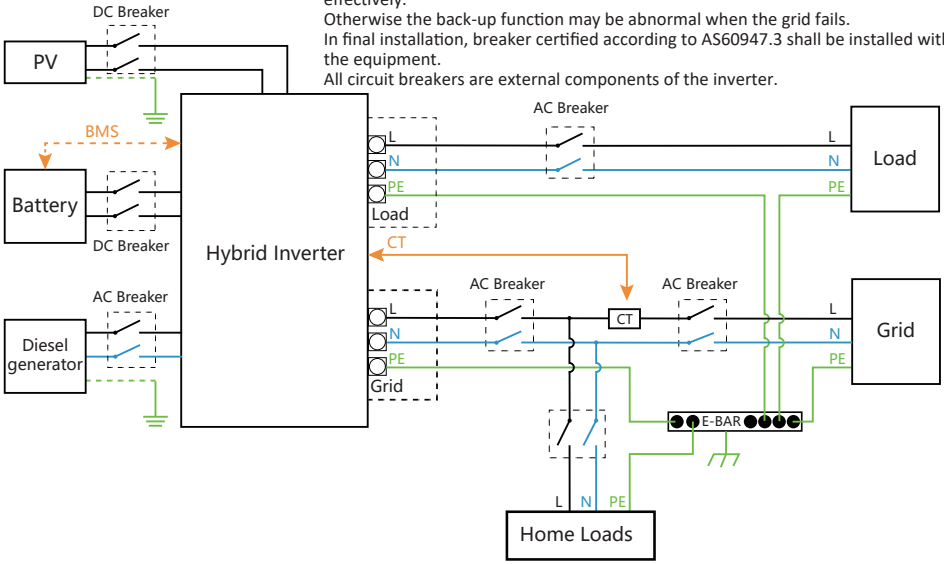 effectively.
Otherwise the back-up function may be abnormal when the grid fails.
In final installation, breaker certified according to AS60947.3 shall be installed with
the equipment.
All circuit breakers are external components of the inverter.
DC Breaker
PV
BMS
Battery
DC Breaker
AC Breaker
Diesel
generator
Hybrid Inverter
L
N
PE
Load
CT
L
N
PE
Grid
AC Breaker
L
N
PE
Load
AC Breaker
CT
AC Breaker
L
N
PE
Grid
E-BAR
L N PE
Home Loads